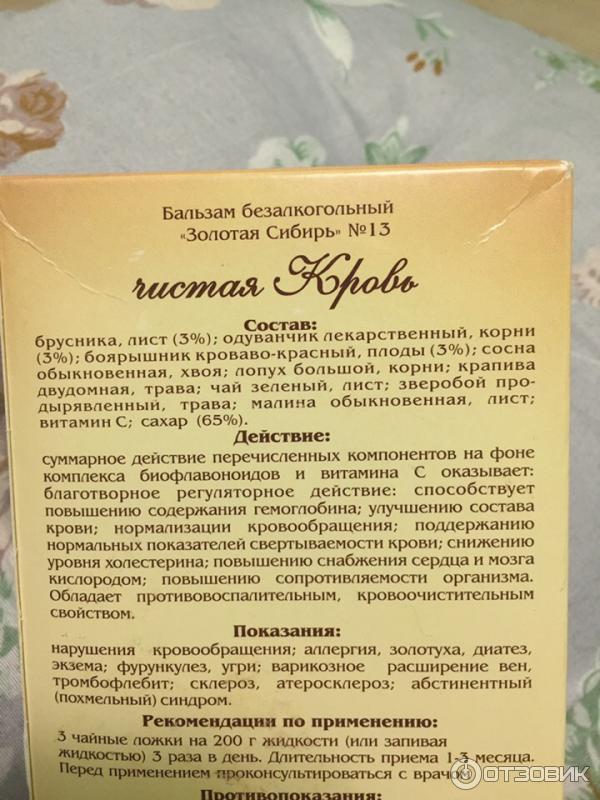 Бальзам безалкогольный
«Золотая Сибирь» №13
чистая Кровь
Состав:
брусника, лист (3%); одуванчик лекарственный, корни
(3%); боярышник кроваво-красный, плоды (3%); сосна
обыкновенная, хвоя; лопух большой, корни; крапива
двудомная, трава; чай зеленый, лист; зверобой про-
дырявленный, трава; малина обыкновенная, лист;
витамин С; сахар (65%).
Действие:
суммарное действие перечисленных компонентов на фоне
комплекса биофлавоноидов и витамина С оказывает:
благотворное регуляторное действие: способствует
повышению содержания гемоглобина; улучшению состава
крови; нормализации кровообращения; поддержанию
нормальных показателей свертываемости крови; снижению
уровня холестерина; повышению снабжения сердца и мозга
кислородом; повышению сопротивляемости организма.
Обладает противовоспалительным, кровоочистительным
свойством.
Показания:
нарушения кровообращения; аллергия, золотуха, диатез,
экзема; фурункулез, угри; варикозное расширение вен,
тромбофлебит; склероз, атеросклероз; абстинентный
(похмельный) синдром.
Рекомендации по применению:
3 чайные ложки на 200 г жидкости (или запивая
жидкостью) 3 раза в день. Длительность приема 1-3 месяца.
Перед применением проконсультироваться с врачом
Противопоказания:
ОТЗОВИК